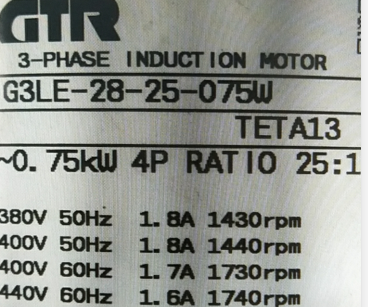 GTR
3-PHASE INDUCTION MOTOR
G3LE-28-25-075W
TETA13
~0.75kW 4P RATIO 25:1
380V 50Hz 1.8A 1430rpm
400V 50Hz 1.8A 1440rpm
400V 60Hz 1.7A 1730rpm
440V 60Hz 1.6A 1740rpm